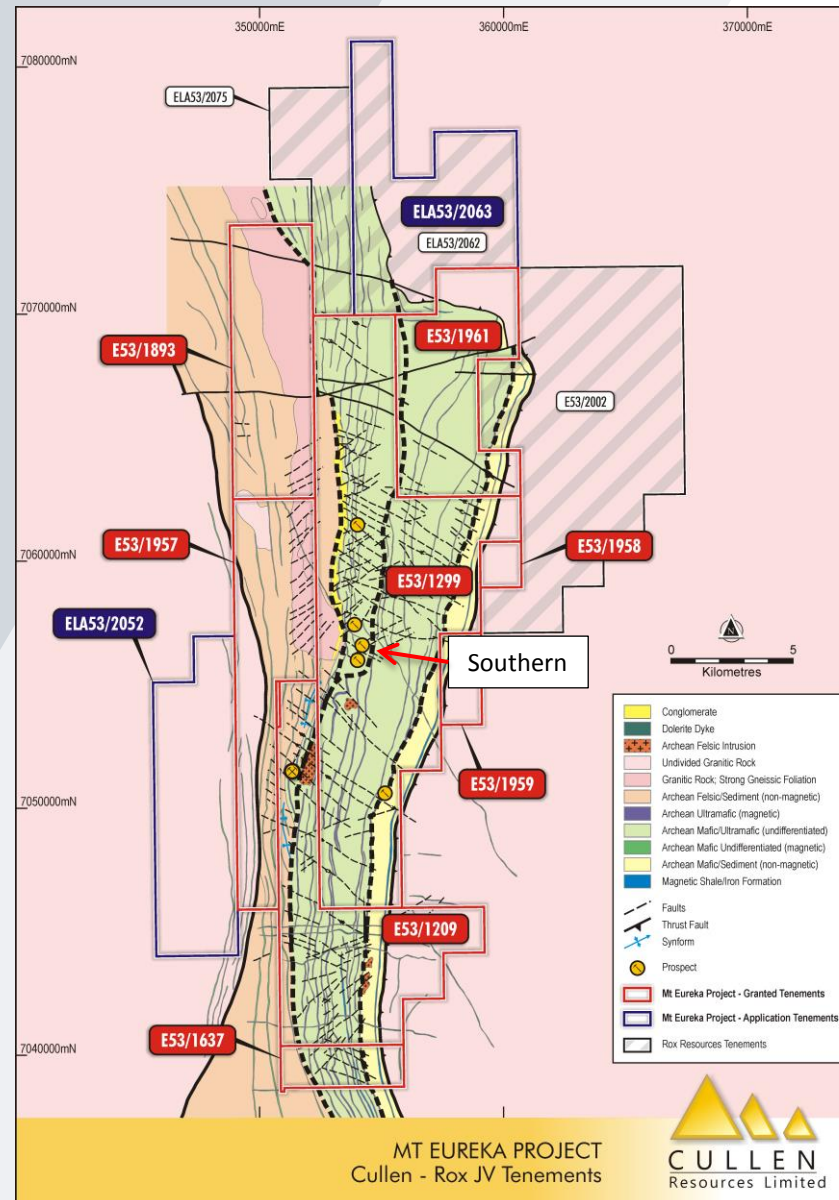 350000mE
360000mE
370000mE
7080000mN
ELA53/2075
ELA53/2063
ELA53/2062
7070000mN
E53/1961
E53/1893
E53/2002
7060000mN
E53/1957
E53/1958
E53/1299
ELA53/2052
N
0 5
Kilometres
Southern
E53/1959
7050000mN
E53/1209
E53/1637
7040000mN
Conglomerate
Dolerite Dyke
Archean Felsic Intrusion
Undivided Granitic Rock
Granitic Rock; Strong Gneissic Foliation
Archean Felsic/Sediment (non-magnetic)
Archean Ultramafic (magnetic)
Archean Mafic/Ultramafic (undifferentiated)
Archean Mafic Undifferentiated (magnetic)
Archean Mafic/Sediment (non-magnetic)
Magnetic Shale/Iron Formation
Faults
Thrust Fault
Synform
Prospect
Mt Eureka Project - Granted Tenements
Mt Eureka Project - Application Tenements
Rox Resources Tenements
MT EUREKA PROJECT
Cullen - Rox JV Tenements
CULLEN
Resources Limited